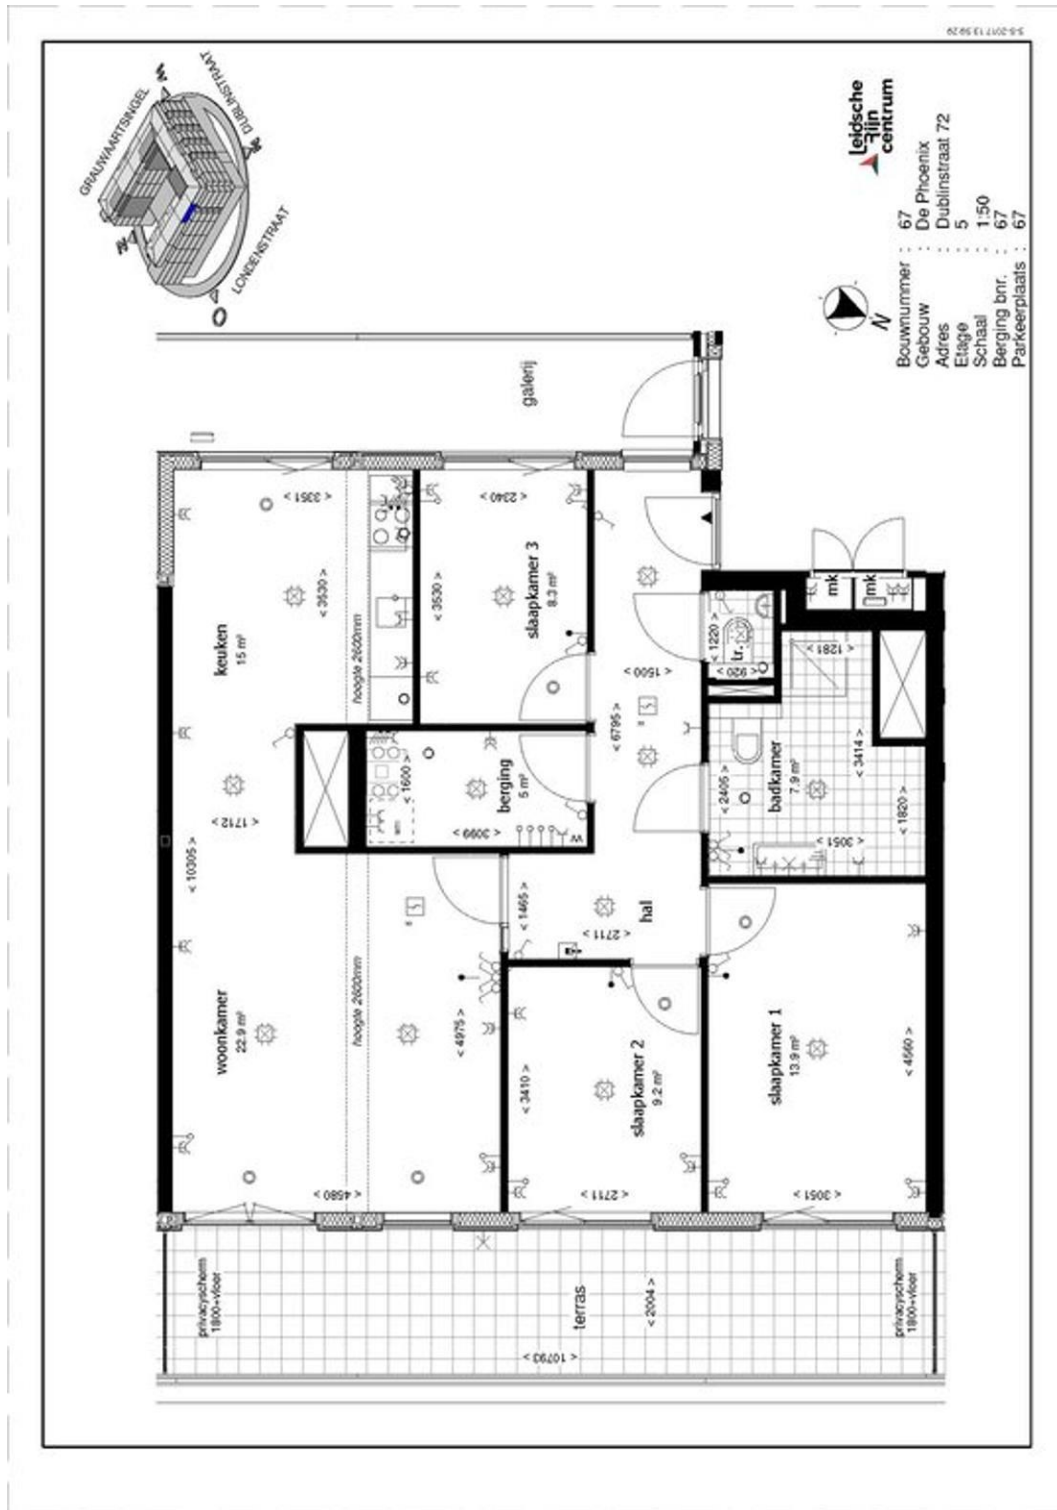 5-5-2017 13:59:29
GRAUWAARTSINGEL
DUBLINSTRAAT
LONDENSTRAAT
W
N
O
Leidsche
Rijn
centrum
Bouwnummer : 67
Gebouw : De Phoenix
Adres : Dublinstraat 72
Etage : 5
Schaal : 1:50
Berging bnr. : 67
Parkeerplaats : 67
N
galerij
keuken
15 m²
< 3351 >
< 3530 >
hoogte 2600mm
slaapkamer 3
8.3 m²
< 2340 >
< 3530 >
tr.
< 1220 >
< 920 >
mk
mk
< 1500 >
< 6795 >
badkamer
7.9 m²
< 1281 >
< 3414 >
< 2405 >
< 1820 >
< 3051 >
berging
5 m²
< 1600 >
< 3099 >
wm
W
< 1712 >
< 10305 >
hal
< 1465 >
< 2711 >
woonkamer
22.9 m²
hoogte 2600mm
< 4975 >
< 4580 >
slaapkamer 2
9.2 m²
< 3410 >
< 2711 >
slaapkamer 1
13.9 m²
< 4560 >
< 3051 >
privacyscherm
1800+vloer
terras
< 2004 >
< 10793 >
privacyscherm
1800+vloer